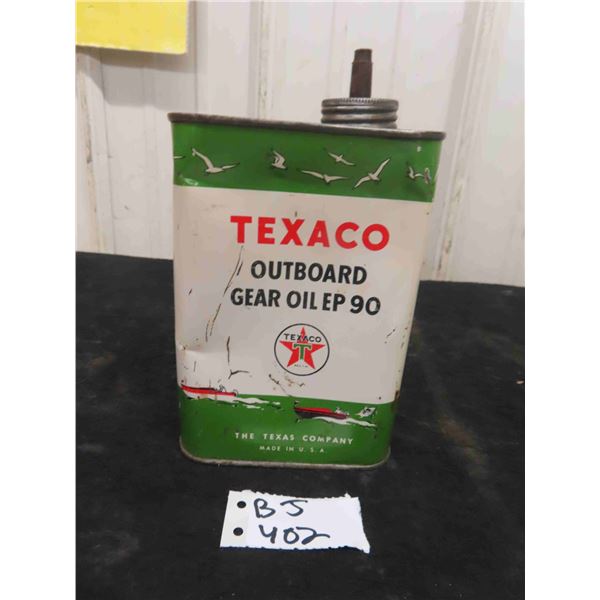 TEXACO
OUTBOARD
GEAR OIL EP 90
TEXACO
T
THE TEXAS COMPANY
MADE IN U. S. A
BJ
402